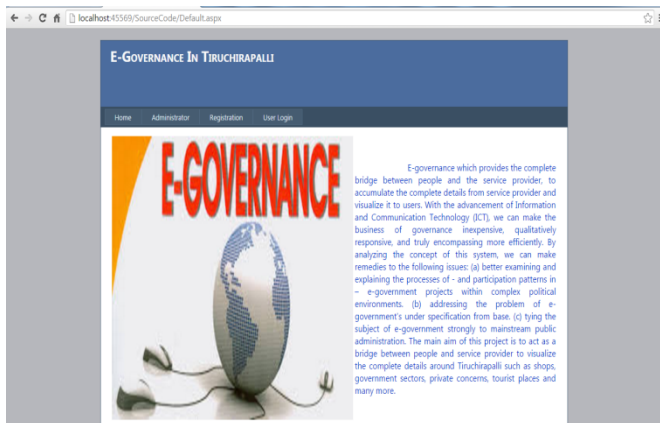 localhost:45569/SourceCode/Default.aspx
E-Governance In Tiruchirapalli
Home Administrator Registration User Login
E-GOVERNANCE
E-governance which provides the complete
bridge between people and the service provider, to
accumulate the complete details from service provider and
visualize it to users. With the advancement of Information
and Communication Technology (ICT), we can make the
business of governance inexpensive, qualitatively
responsive, and truly encompassing more efficiently. By
analyzing the concept of this system, we can make
remedies to the following issues: (a) better examining and
explaining the processes of - and participation patterns in
– e-government projects within complex political
environments. (b) addressing the problem of e-
government's under specification from base. (c) tying the
subject of e-government strongly to mainstream public
administration. The main aim of this project is to act as a
bridge between people and service provider to visualize
the complete details around Tiruchirapalli such as shops,
government sectors, private concerns, tourist places and
many more.